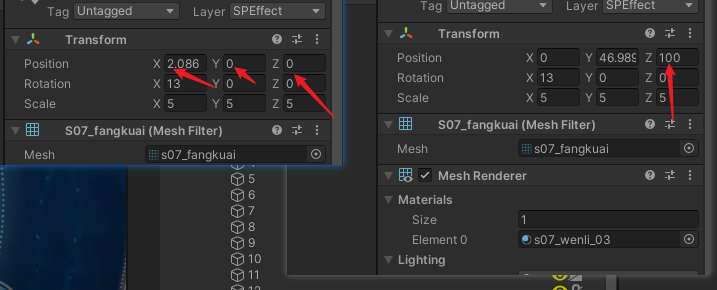 Tag Untagged Layer SPEffect
Transform
Position X 2.086 Y 0 Z 0
Rotation X 13 Y 0 Z 0
Scale X 5 Y 5 Z 5
S07_fangkuai (Mesh Filter)
Mesh s07_fangkuai
5
6
7
8
9
10
11
Tag Untagged Layer SPEffect
Transform
Position X 0 Y 46.989 Z 100
Rotation X 13 Y 0 Z 0
Scale X 5 Y 5 Z 5
S07_fangkuai (Mesh Filter)
Mesh s07_fangkuai
Mesh Renderer
Materials
Size 1
Element 0 s07_wenli_03
Lighting